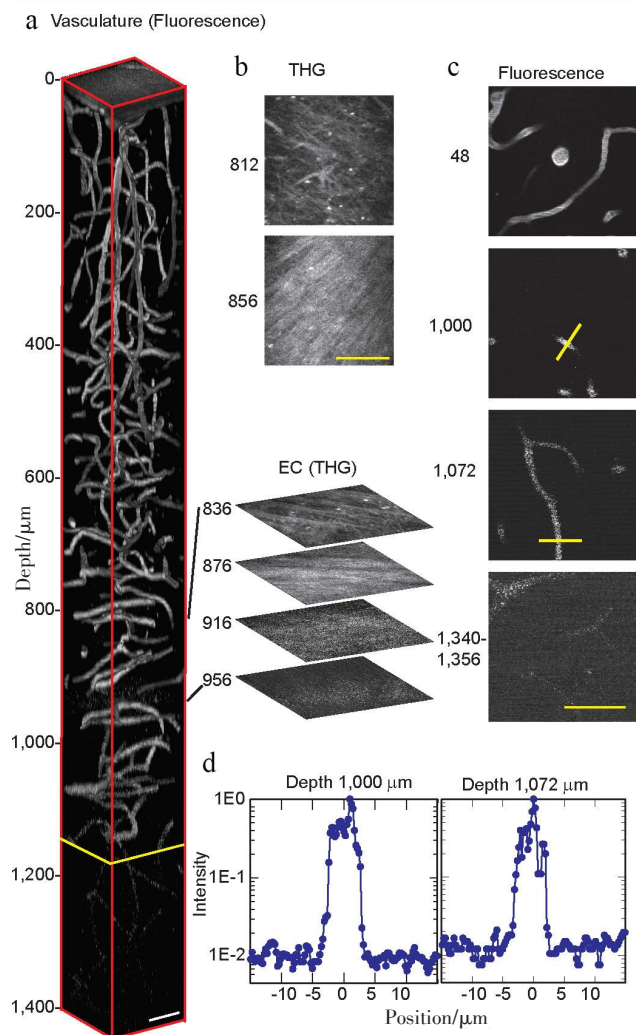 a Vasculature (Fluorescence)
0
200
400
600
800
1,000
1,200
1,400
Depth/μm
b THG
812
856
EC (THG)
836
876
916
956
c Fluorescence
48
1,000
1,072
1,340-
1,356
d
Depth 1,000 μm
Depth 1,072 μm
1E0
1E-1
1E-2
Intensity
-10 -5 0 5 10
-10 -5 0 5 10
Position/μm